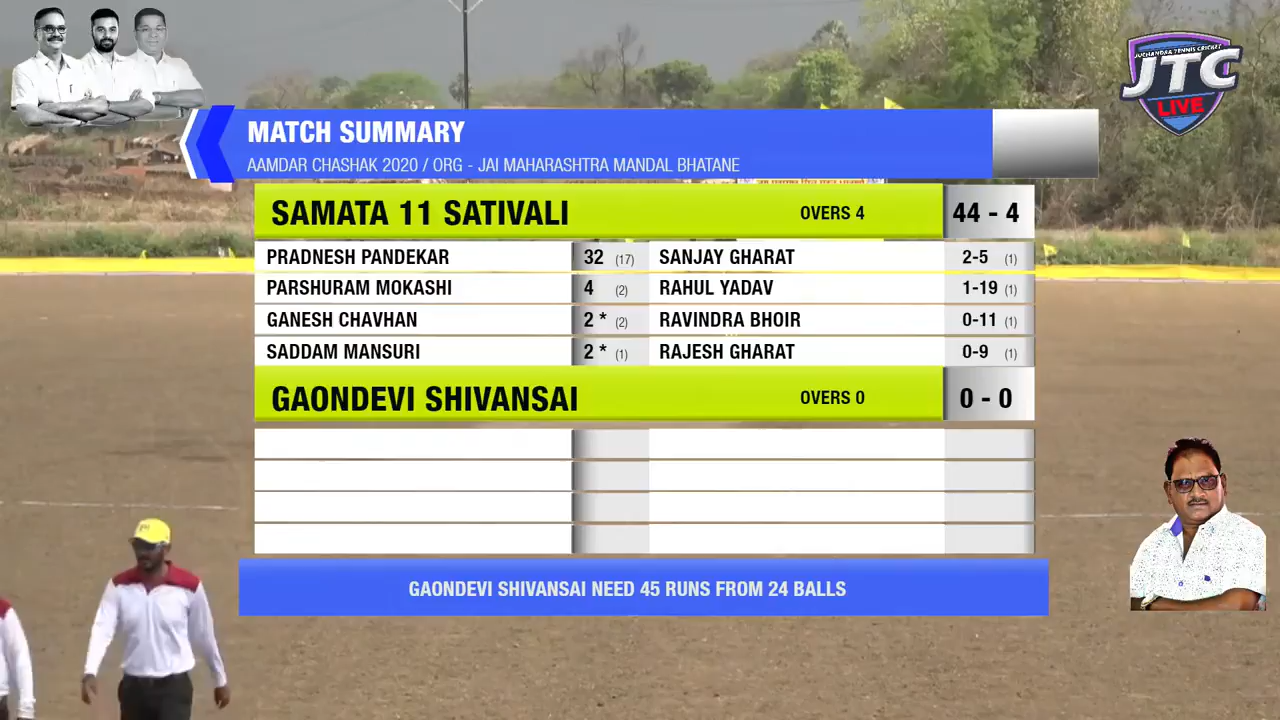 JUCHANDRA TENNIS CRICKET
JTC
LIVE
MATCH SUMMARY
AAMDAR CHASHAK 2020 / ORG - JAI MAHARASHTRA MANDAL BHATANE
SAMATA 11 SATIVALI OVERS 4 44 - 4
PRADNESH PANDEKAR 32 (17) SANJAY GHARAT 2-5 (1)
PARSHURAM MOKASHI 4 (2) RAHUL YADAV 1-19 (1)
GANESH CHAVHAN 2 * (2) RAVINDRA BHOIR 0-11 (1)
SADDAM MANSURI 2 * (1) RAJESH GHARAT 0-9 (1)
GAONDEVI SHIVANSAI OVERS 0 0 - 0
GAONDEVI SHIVANSAI NEED 45 RUNS FROM 24 BALLS